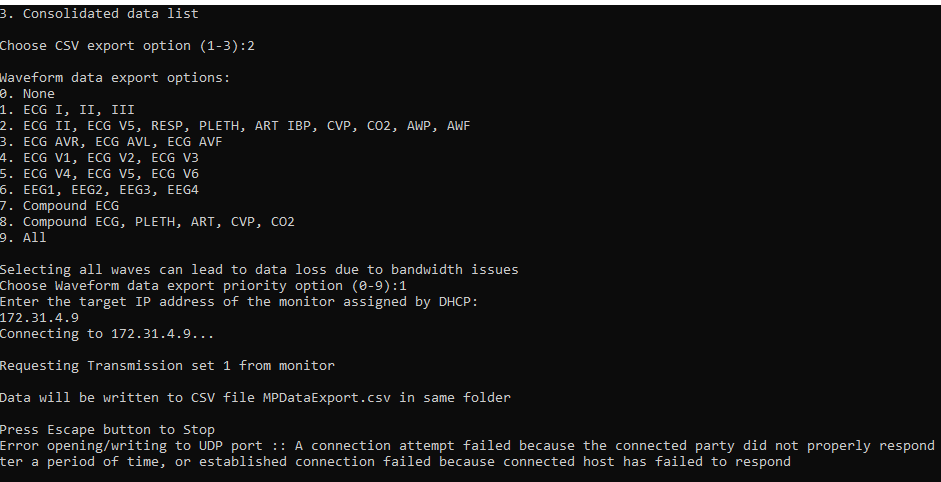 3. Consolidated data list
Choose CSV export option (1-3):2
Waveform data export options:
0. None
1. ECG I, II, III
2. ECG II, ECG V5, RESP, PLETH, ART IBP, CVP, CO2, AWP, AWF
3. ECG AVR, ECG AVL, ECG AVF
4. ECG V1, ECG V2, ECG V3
5. ECG V4, ECG V5, ECG V6
6. EEG1, EEG2, EEG3, EEG4
7. Compound ECG
8. Compound ECG, PLETH, ART, CVP, CO2
9. All
Selecting all waves can lead to data loss due to bandwidth issues
Choose Waveform data export priority option (0-9):1
Enter the target IP address of the monitor assigned by DHCP:
172.31.4.9
Connecting to 172.31.4.9...
Requesting Transmission set 1 from monitor
Data will be written to CSV file MPDataExport.csv in same folder
Press Escape button to Stop
Error opening/writing to UDP port :: A connection attempt failed because the connected party did not properly respond
ter a period of time, or established connection failed because connected host has failed to respond